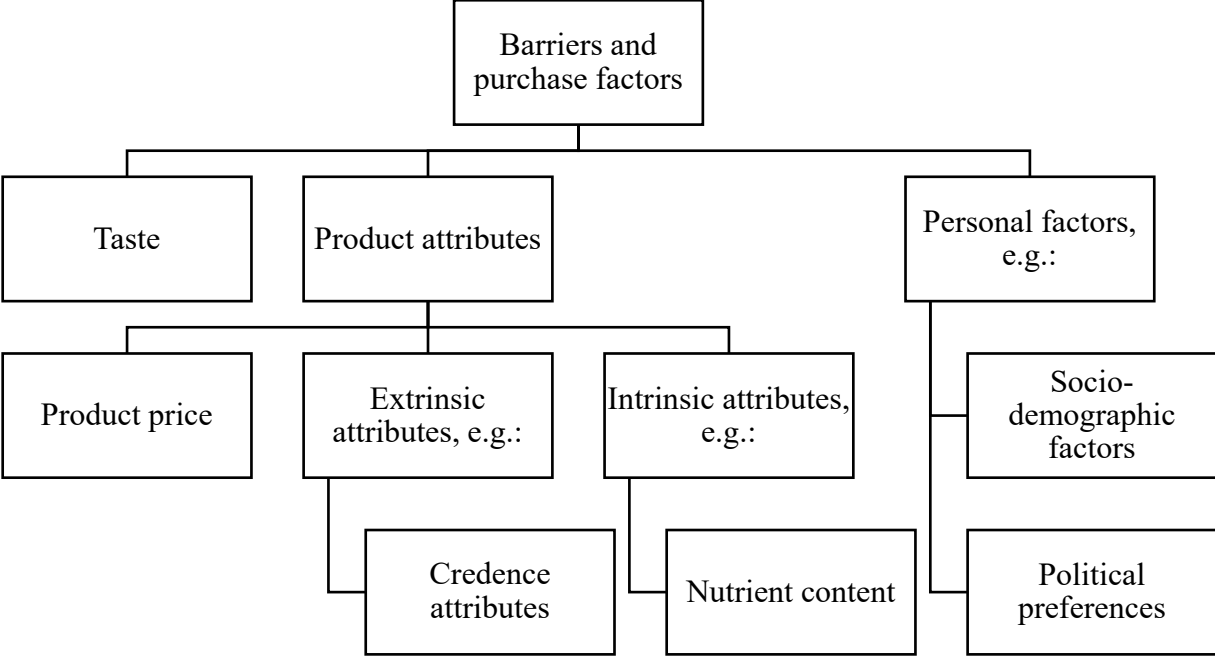 Barriers and
purchase factors
Taste
Product attributes
Personal factors,
e.g.:
Product price
Extrinsic
attributes, e.g.:
Intrinsic attributes,
e.g.:
Socio-
demographic
factors
Credence
attributes
Nutrient content
Political
preferences